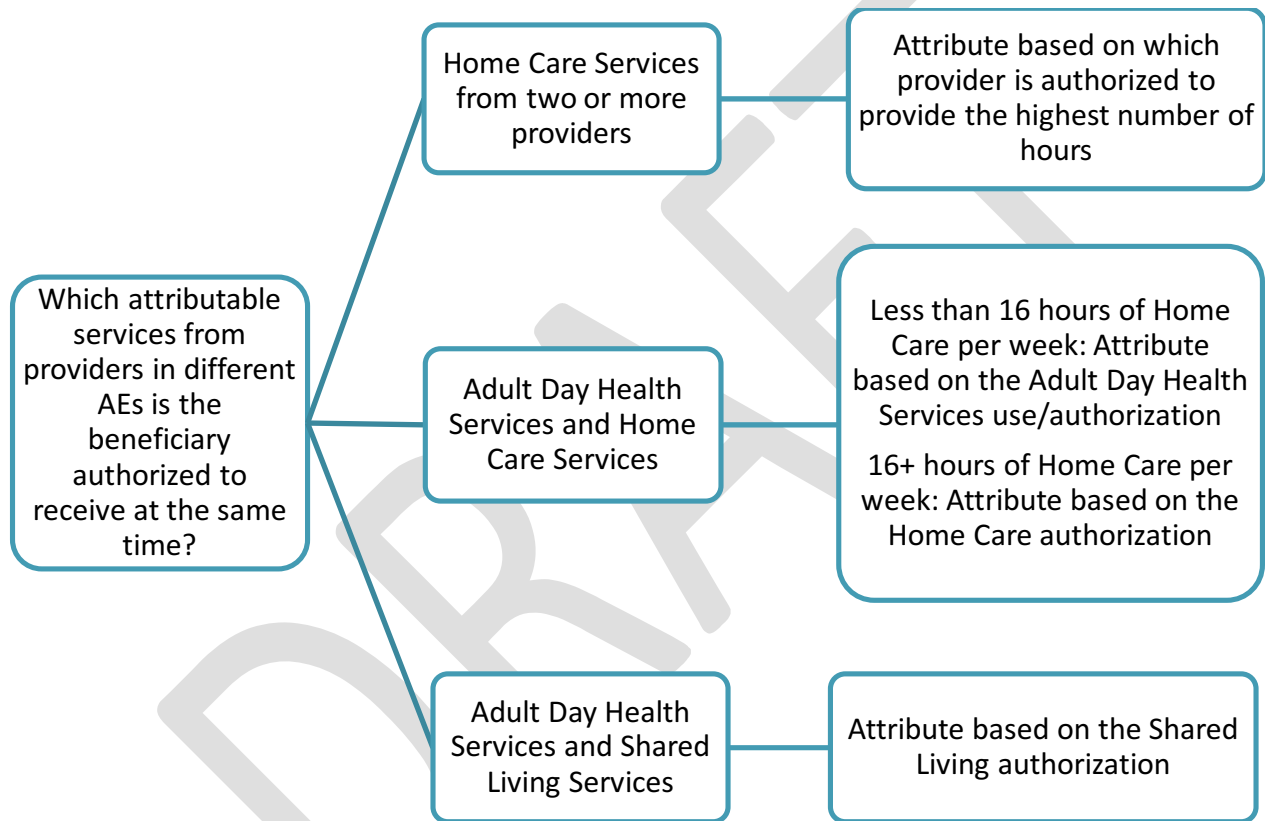 Home Care Services
from two or more
providers
Attribute based on which
provider is authorized to
provide the highest number of
hours
Which attributable
services from
providers in different
AEs is the
beneficiary
authorized to
receive at the same
time?
Adult Day Health
Services and Home
Care Services
Less than 16 hours of Home
Care per week: Attribute
based on the Adult Day Health
Services use/authorization
16+ hours of Home Care per
week: Attribute based on the
Home Care authorization
Adult Day Health
Services and Shared
Living Services
Attribute based on the Shared
Living authorization
DRAFT